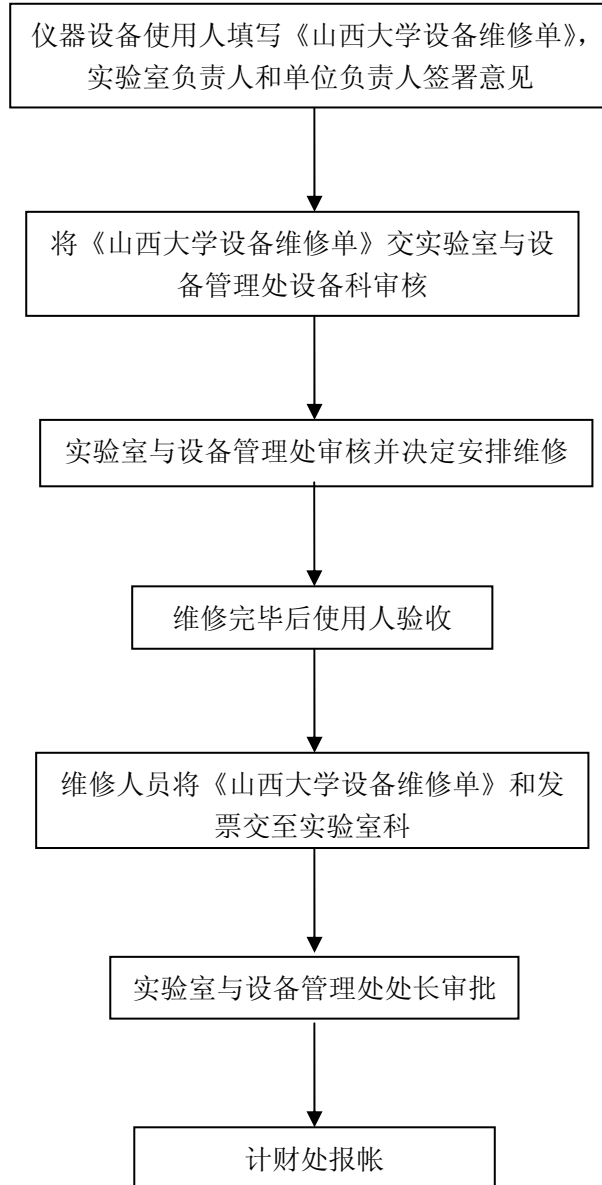 仪器设备使用人填写《山西大学设备维修单》，
实验室负责人和单位负责人签署意见
将《山西大学设备维修单》交实验室与设
备管理处设备科审核
实验室与设备管理处审核并决定安排维修
维修完毕后使用人验收
维修人员将《山西大学设备维修单》和发
票交至实验室科
实验室与设备管理处处长审批
计财处报帐